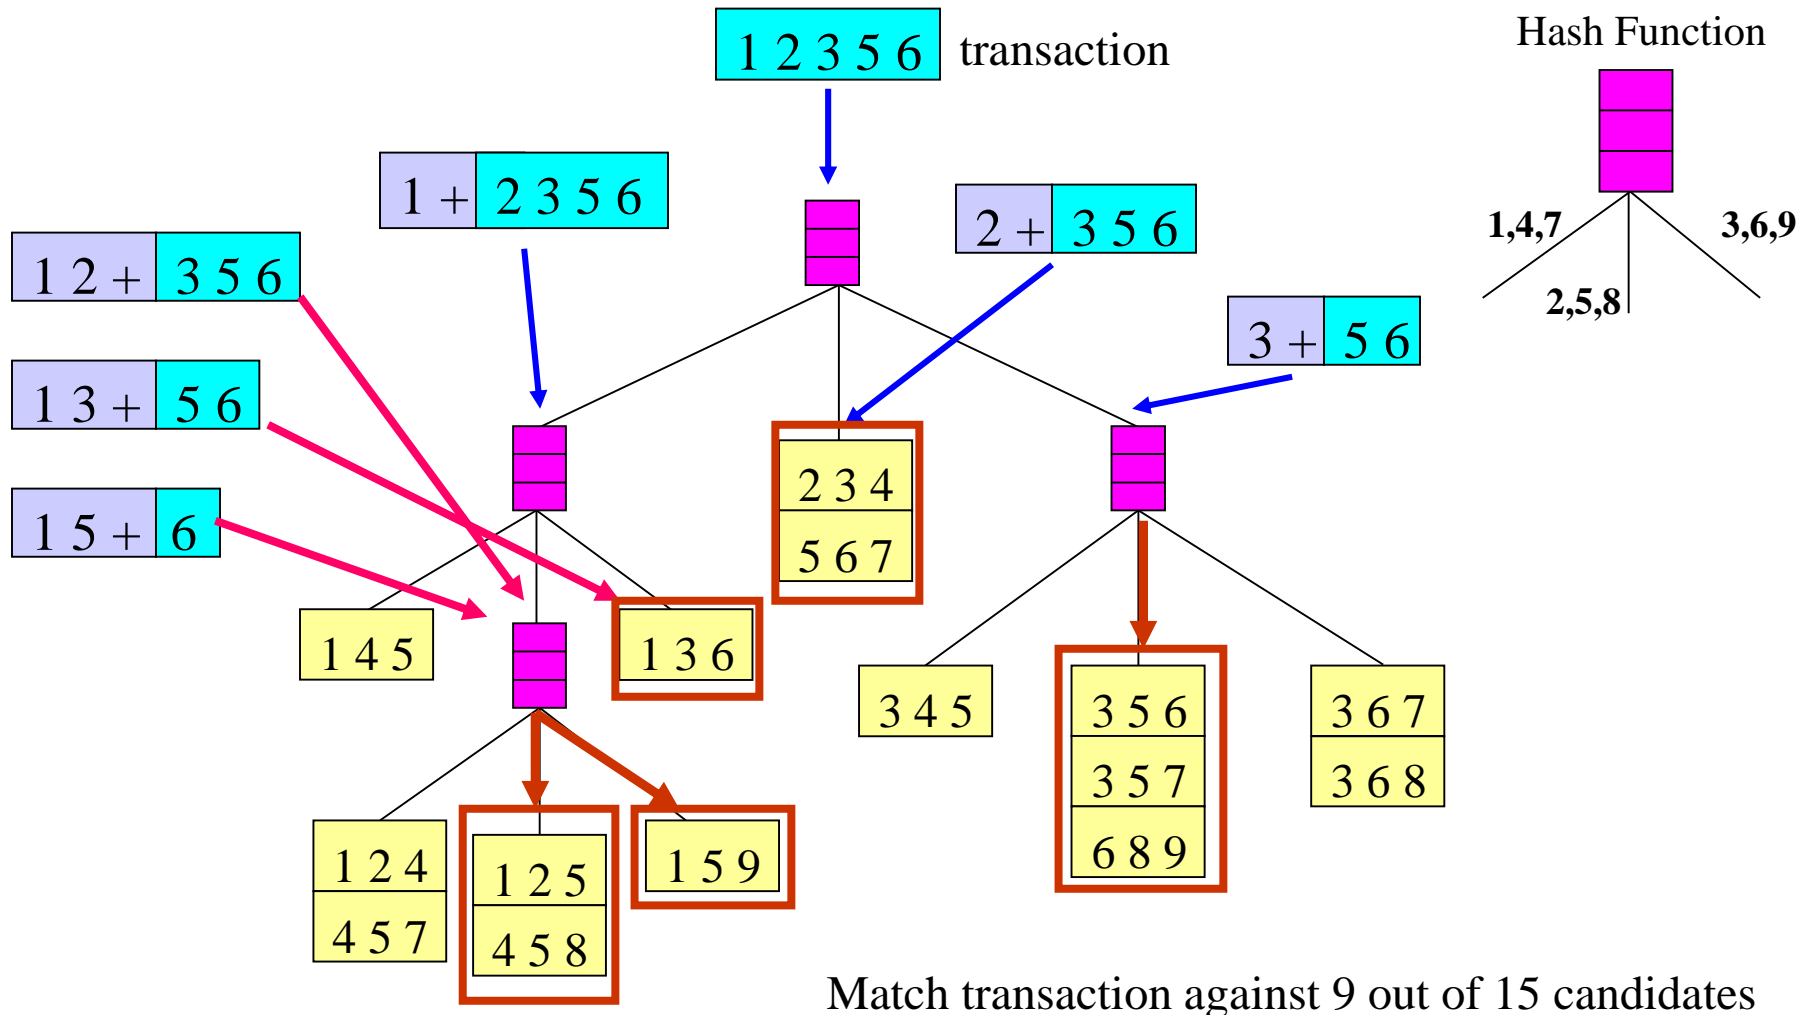 1 2 3 5 6 transaction
Hash Function
1,4,7
2,5,8
3,6,9
1 + 2 3 5 6
2 + 3 5 6
3 + 5 6
1 2 + 3 5 6
1 3 + 5 6
1 5 + 6
2 3 4
5 6 7
1 4 5
1 3 6
3 4 5
3 5 6
3 5 7
6 8 9
3 6 7
3 6 8
1 2 4
4 5 7
1 2 5
4 5 8
1 5 9
Match transaction against 9 out of 15 candidates